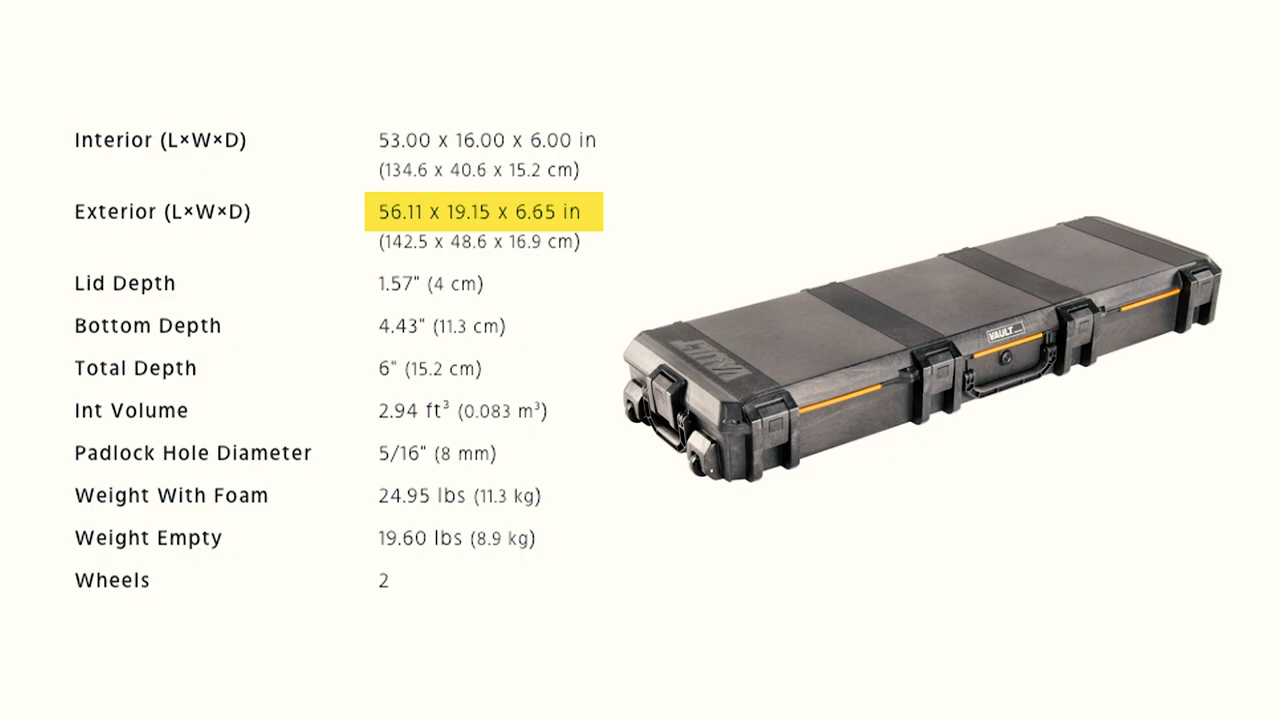 Interior (L×W×D) 53.00 x 16.00 x 6.00 in
(134.6 x 40.6 x 15.2 cm)
Exterior (L×W×D) 56.11 x 19.15 x 6.65 in
(142.5 x 48.6 x 16.9 cm)
Lid Depth 1.57" (4 cm)
Bottom Depth 4.43" (11.3 cm)
Total Depth 6" (15.2 cm)
Int Volume 2.94 ft³ (0.083 m³)
Padlock Hole Diameter 5/16" (8 mm)
Weight With Foam 24.95 lbs (11.3 kg)
Weight Empty 19.60 lbs (8.9 kg)
Wheels 2
VAULT
VAULT